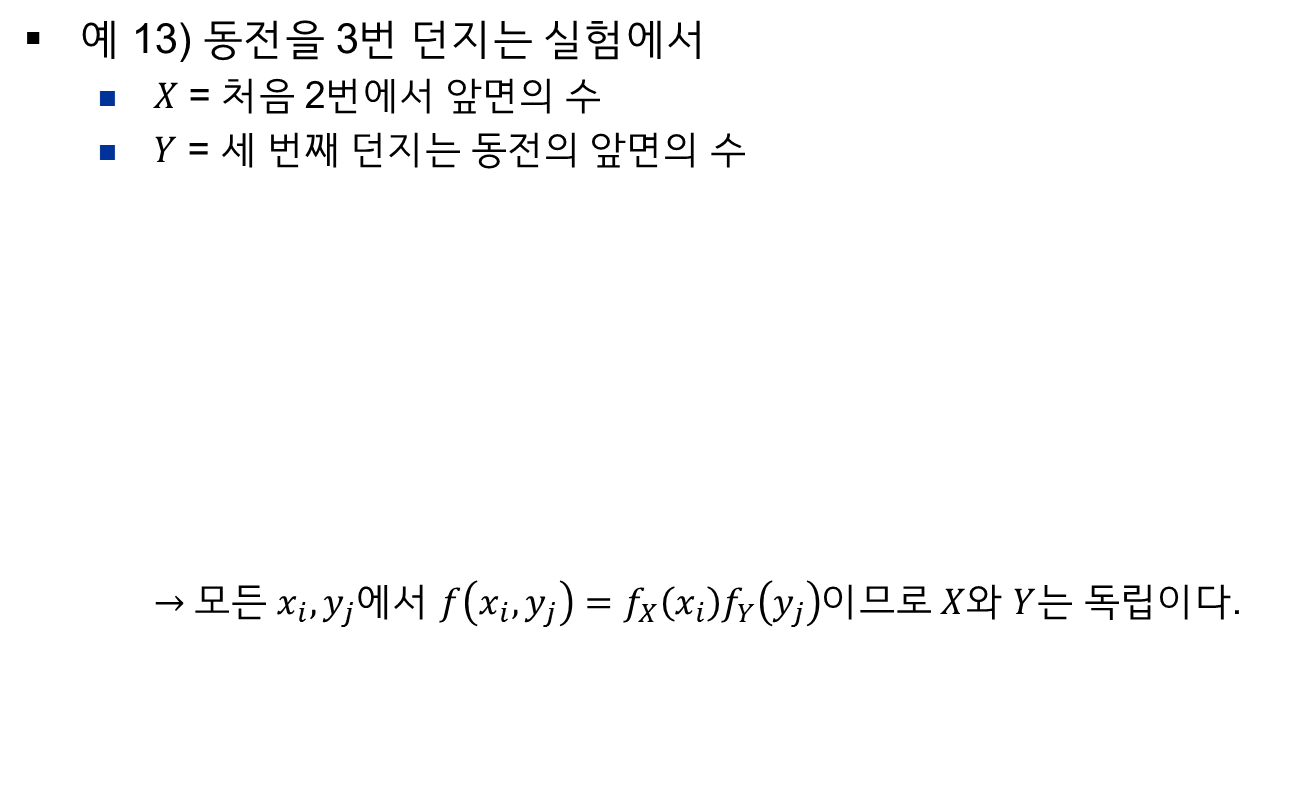 ▪ 예 13) 동전을 3번 던지는 실험에서
▪ X = 처음 2번에서 앞면의 수
▪ Y = 세 번째 던지는 동전의 앞면의 수
→ 모든 xᵢ, yⱼ에서 f(xᵢ, yⱼ) = f_X(xᵢ)f_Y(yⱼ)이므로 X와 Y는 독립이다.